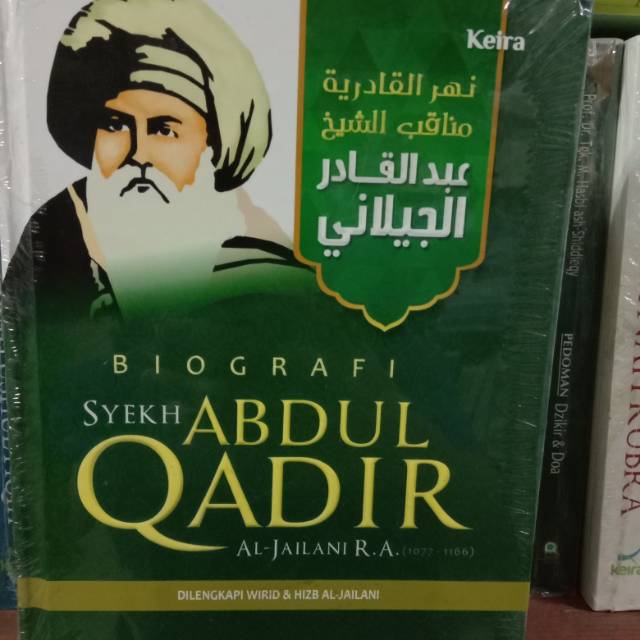 Keira
نهر القادرية
مناقب الشيخ
عبد القادر
الجيلاني
BIOGRAFI
SYEKH ABDUL
QADIR
AL-JAILANI R.A. (1077 - 1166)
DILENGKAPI WIRID & HIZB AL-JAILANI
PEDOMAN Dzikir & Doa
keira